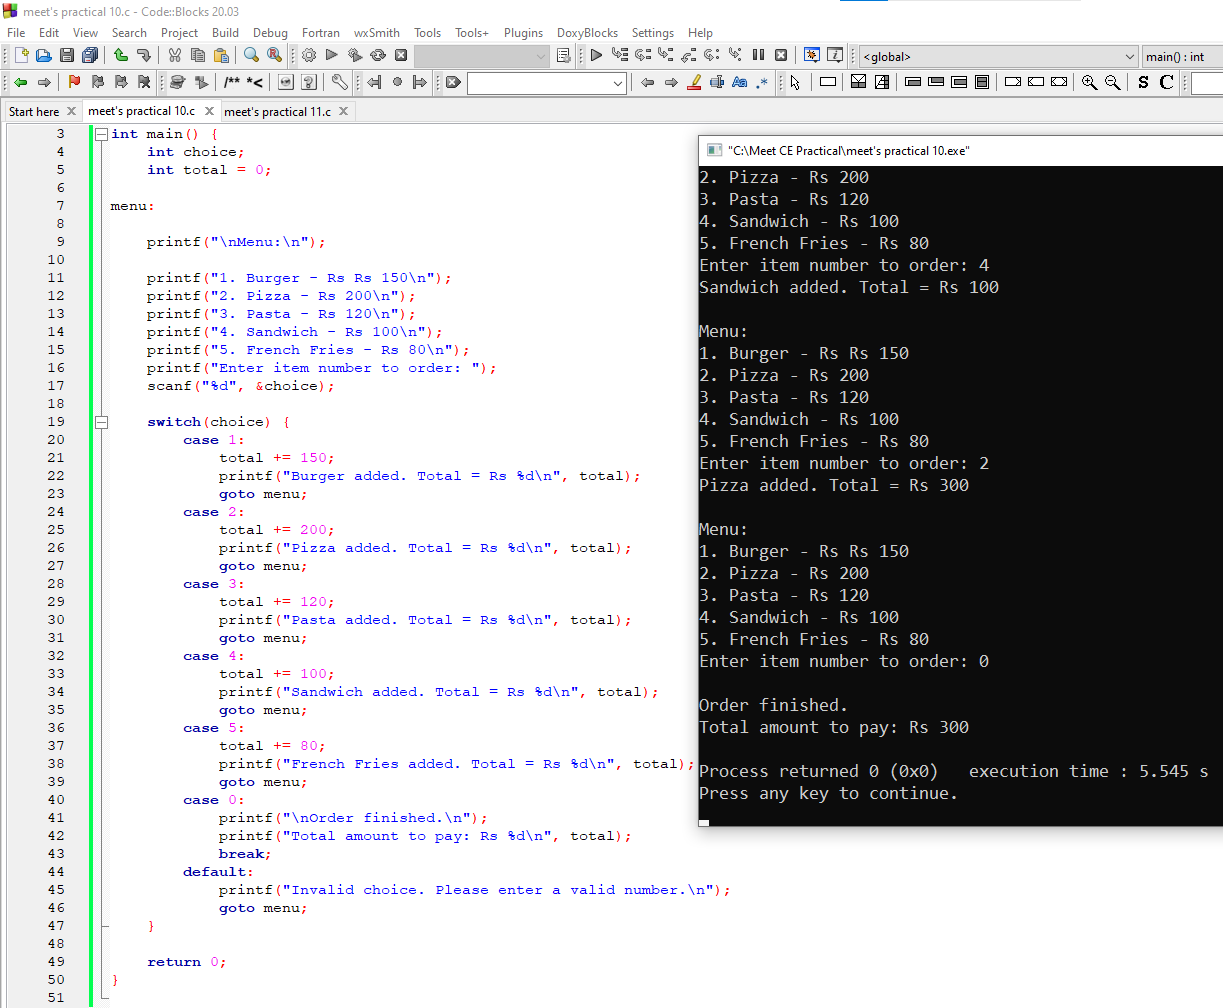 meet's practical 10.c - Code::Blocks 20.03
File Edit View Search Project Build Debug Fortran wxSmith Tools Tools+ Plugins DoxyBlocks Settings Help
<global> main() : int
/** *< Aa .* S C
Start here meet's practical 10.c meet's practical 11.c
3 int main() {
4 int choice;
5 int total = 0;
6
7 menu:
8
9 printf("\nMenu:\n");
10
11 printf("1. Burger - Rs Rs 150\n");
12 printf("2. Pizza - Rs 200\n");
13 printf("3. Pasta - Rs 120\n");
14 printf("4. Sandwich - Rs 100\n");
15 printf("5. French Fries - Rs 80\n");
16 printf("Enter item number to order: ");
17 scanf("%d", &choice);
18
19 switch(choice) {
20 case 1:
21 total += 150;
22 printf("Burger added. Total = Rs %d\n", total);
23 goto menu;
24 case 2:
25 total += 200;
26 printf("Pizza added. Total = Rs %d\n", total);
27 goto menu;
28 case 3:
29 total += 120;
30 printf("Pasta added. Total = Rs %d\n", total);
31 goto menu;
32 case 4:
33 total += 100;
34 printf("Sandwich added. Total = Rs %d\n", total);
35 goto menu;
36 case 5:
37 total += 80;
38 printf("French Fries added. Total = Rs %d\n", total);
39 goto menu;
40 case 0:
41 printf("\nOrder finished.\n");
42 printf("Total amount to pay: Rs %d\n", total);
43 break;
44 default:
45 printf("Invalid choice. Please enter a valid number.\n");
46 goto menu;
47 }
48
49 return 0;
50 }
51
"C:\Meet CE Practical\meet's practical 10.exe"
2. Pizza - Rs 200
3. Pasta - Rs 120
4. Sandwich - Rs 100
5. French Fries - Rs 80
Enter item number to order: 4
Sandwich added. Total = Rs 100
Menu:
1. Burger - Rs Rs 150
2. Pizza - Rs 200
3. Pasta - Rs 120
4. Sandwich - Rs 100
5. French Fries - Rs 80
Enter item number to order: 2
Pizza added. Total = Rs 300
Menu:
1. Burger - Rs Rs 150
2. Pizza - Rs 200
3. Pasta - Rs 120
4. Sandwich - Rs 100
5. French Fries - Rs 80
Enter item number to order: 0
Order finished.
Total amount to pay: Rs 300
Process returned 0 (0x0) execution time : 5.545 s
Press any key to continue.